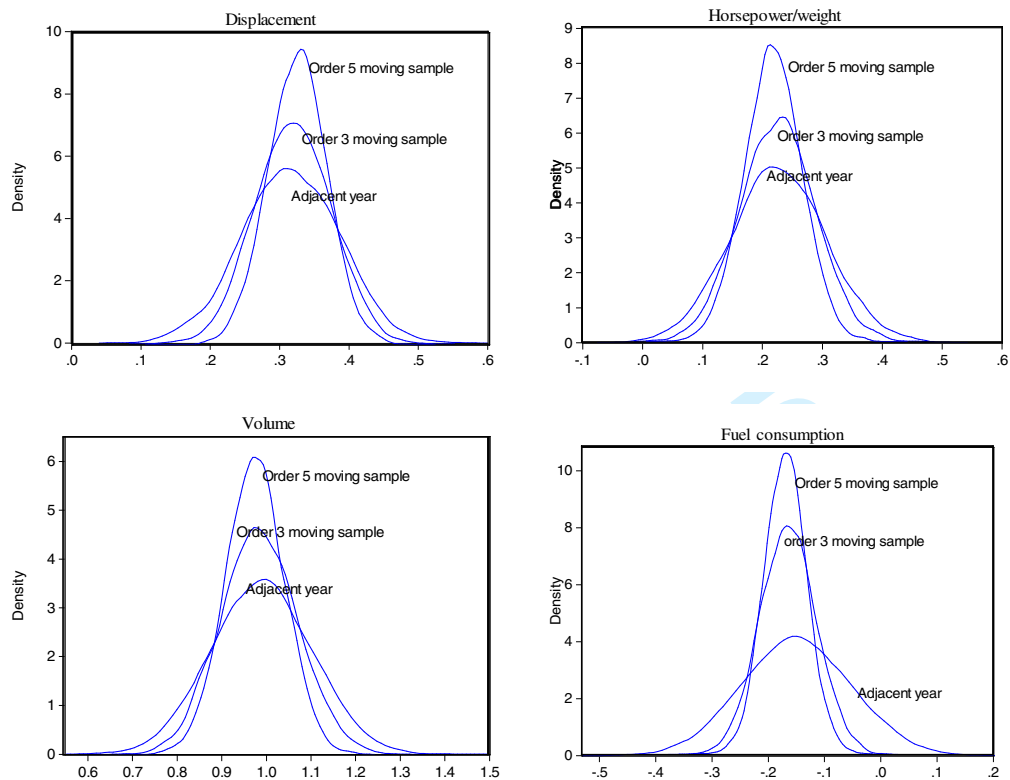 Displacement
10
8
6
4
2
0
Density
Order 5 moving sample
Order 3 moving sample
Adjacent year
.0 .1 .2 .3 .4 .5 .6
Horsepower/weight
9
8
7
6
5
4
3
2
1
0
Density
Order 5 moving sample
Order 3 moving sample
Adjacent year
-.1 .0 .1 .2 .3 .4 .5 .6
Volume
6
5
4
3
2
1
0
Density
Order 5 moving sample
Order 3 moving sample
Adjacent year
0.6 0.7 0.8 0.9 1.0 1.1 1.2 1.3 1.4 1.5
Fuel consumption
10
8
6
4
2
0
Density
Order 5 moving sample
order 3 moving sample
Adjacent year
-.5 -.4 -.3 -.2 -.1 .0 .1 .2